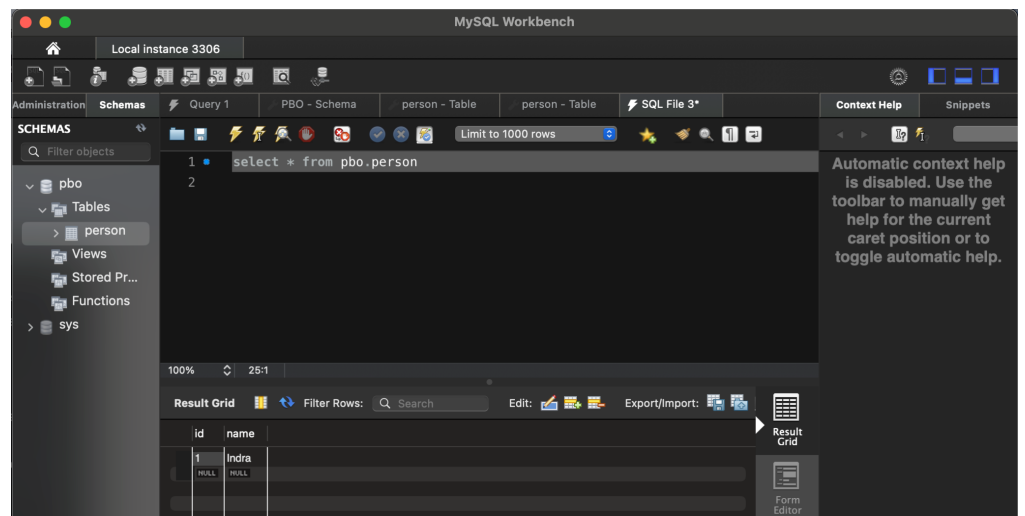 MySQL Workbench
Local instance 3306
Administration Schemas Query 1 PBO - Schema person - Table person - Table SQL File 3* Context Help Snippets
SCHEMAS
Filter objects
Limit to 1000 rows
1 select * from pbo.person
2
pbo
Tables
person
Views
Stored Pr...
Functions
sys
Automatic context help
is disabled. Use the
toolbar to manually get
help for the current
caret position or to
toggle automatic help.
100% 25:1
Result Grid Filter Rows: Search Edit: Export/Import:
Result
Grid
id name
1 Indra
NULL NULL
Form
Editor